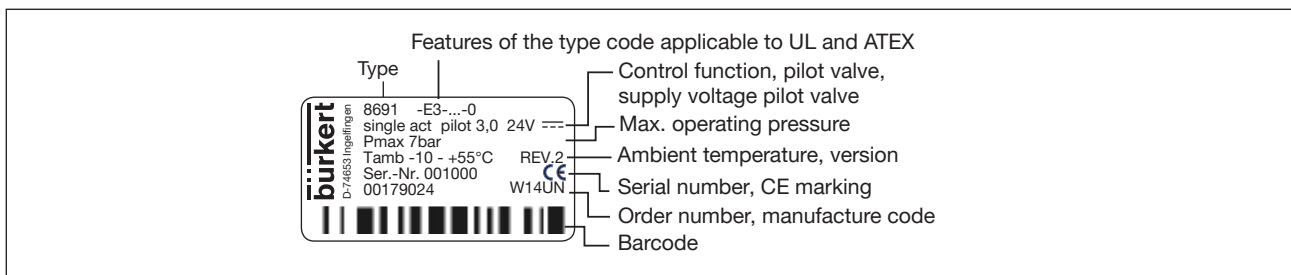 Features of the type code applicable to UL and ATEX
Type
Control function, pilot valve,
supply voltage pilot valve
Max. operating pressure
Ambient temperature, version
Serial number, CE marking
Order number, manufacture code
Barcode
bürkert
D-74653 Ingelfingen
8691 -E3-...-0
single act pilot 3,0 24V
Pmax 7bar
Tamb -10 - +55°C REV.2
Ser.-Nr. 001000 CE
00179024 W14UN